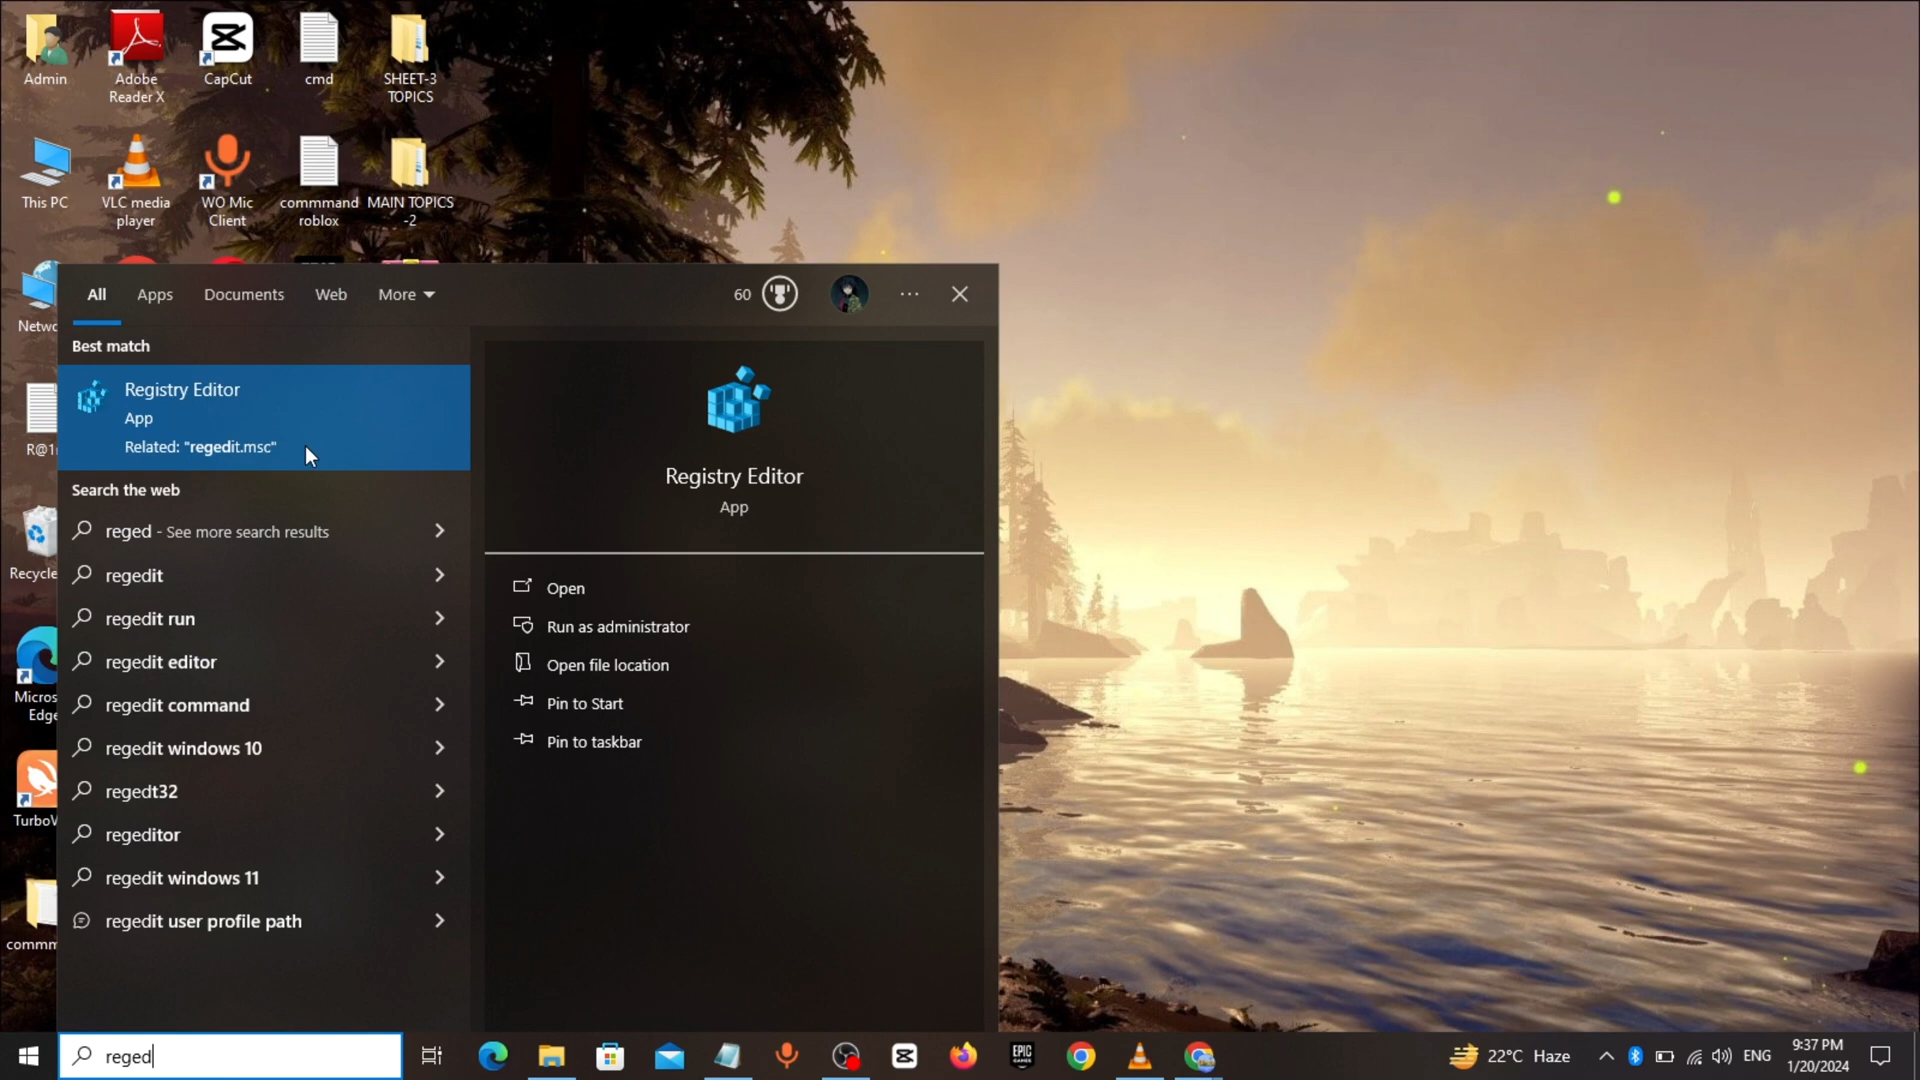 Admin
Adobe
Reader X
CapCut
cmd
SHEET-3
TOPICS
This PC
VLC media
player
WO Mic
Client
commmand
roblox
MAIN TOPICS
-2
Netwo
R@1
Recycle
Micros
Edge
TurboV
commm
All
Apps
Documents
Web
More
60
Best match
Registry Editor
App
Related: "regedit.msc"
Search the web
reged - See more search results
regedit
regedit run
regedit editor
regedit command
regedit windows 10
regedt32
regeditor
regedit windows 11
regedit user profile path
Registry Editor
App
Open
Run as administrator
Open file location
Pin to Start
Pin to taskbar
reged
EPIC
GAMES
22°C Haze
ENG
9:37 PM
1/20/2024